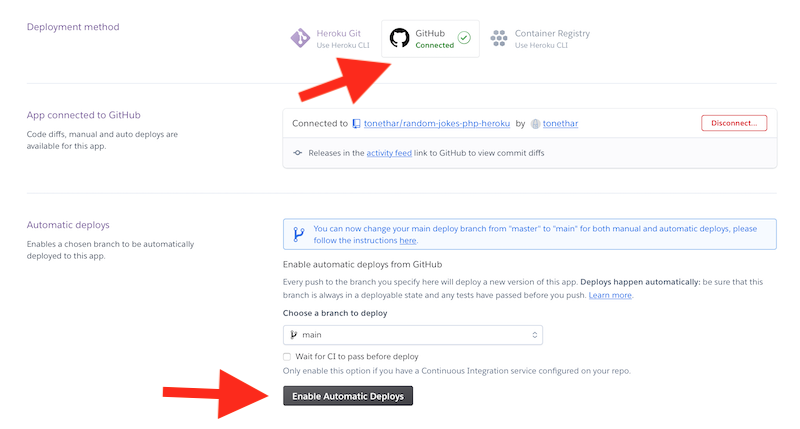 Deployment method
Heroku Git
Use Heroku CLI
GitHub
Connected
Container Registry
Use Heroku CLI
App connected to GitHub
Code diffs, manual and auto deploys are
available for this app.
Connected to tonethar/random-jokes-php-heroku by tonethar
Disconnect...
Releases in the activity feed link to GitHub to view commit diffs
Automatic deploys
Enables a chosen branch to be automatically
deployed to this app.
You can now change your main deploy branch from "master" to "main" for both manual and automatic deploys, please
follow the instructions here.
Enable automatic deploys from GitHub
Every push to the branch you specify here will deploy a new version of this app. Deploys happen automatically: be sure that this
branch is always in a deployable state and any tests have passed before you push. Learn more.
Choose a branch to deploy
main
Wait for CI to pass before deploy
Only enable this option if you have a Continuous Integration service configured on your repo.
Enable Automatic Deploys